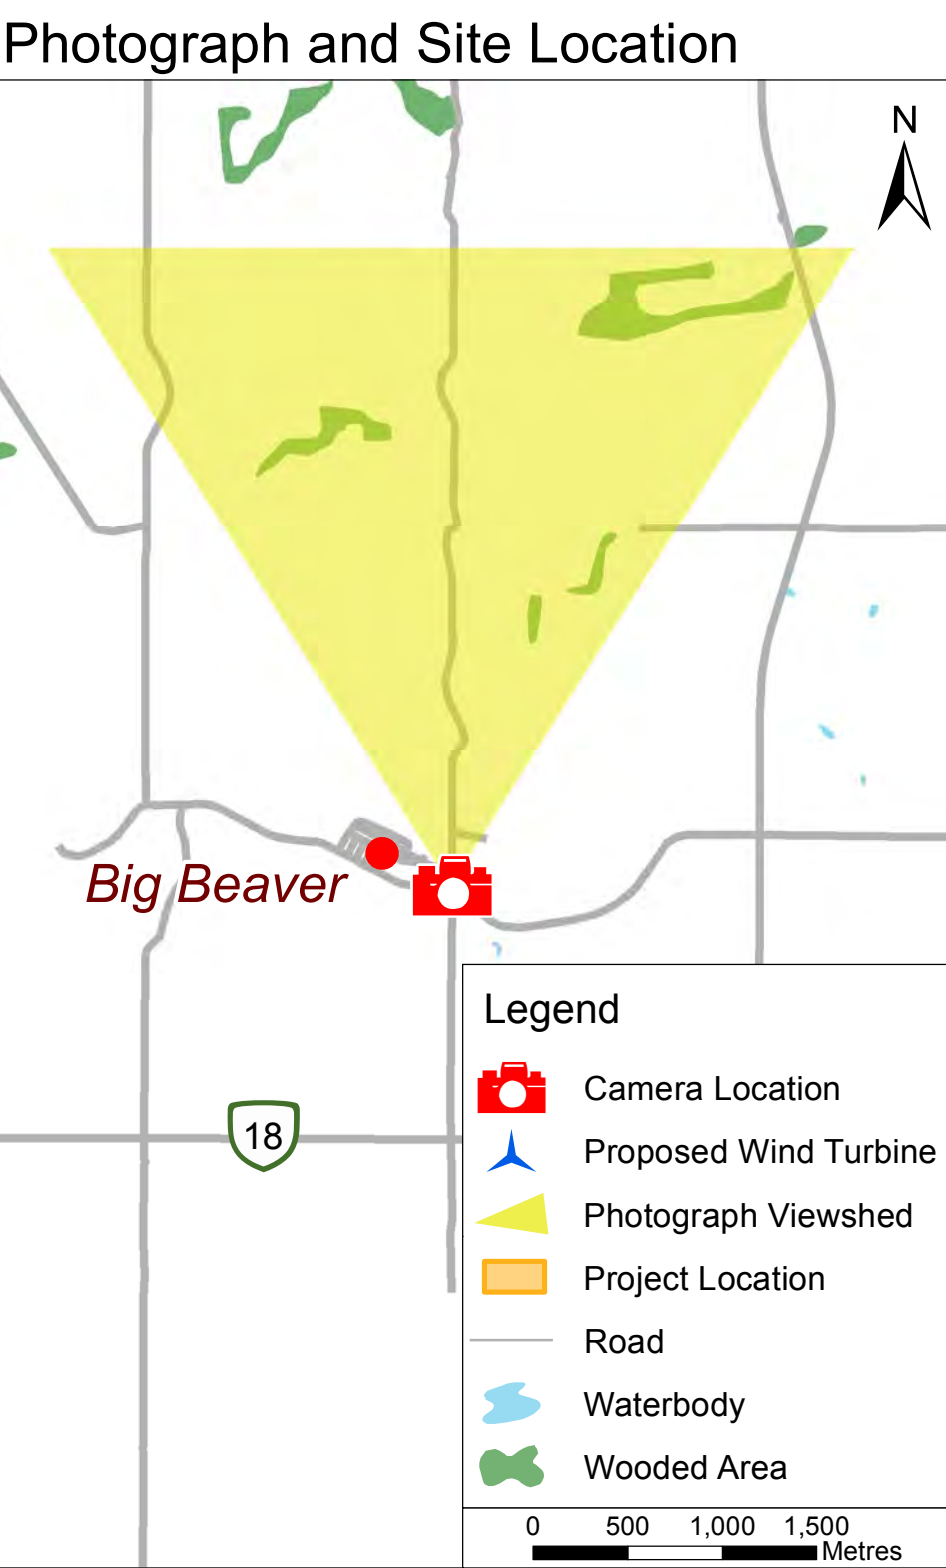 Photograph and Site Location
N
Big Beaver
18
Legend
Camera Location
Proposed Wind Turbine
Photograph Viewshed
Project Location
Road
Waterbody
Wooded Area
0 500 1,000 1,500
Metres